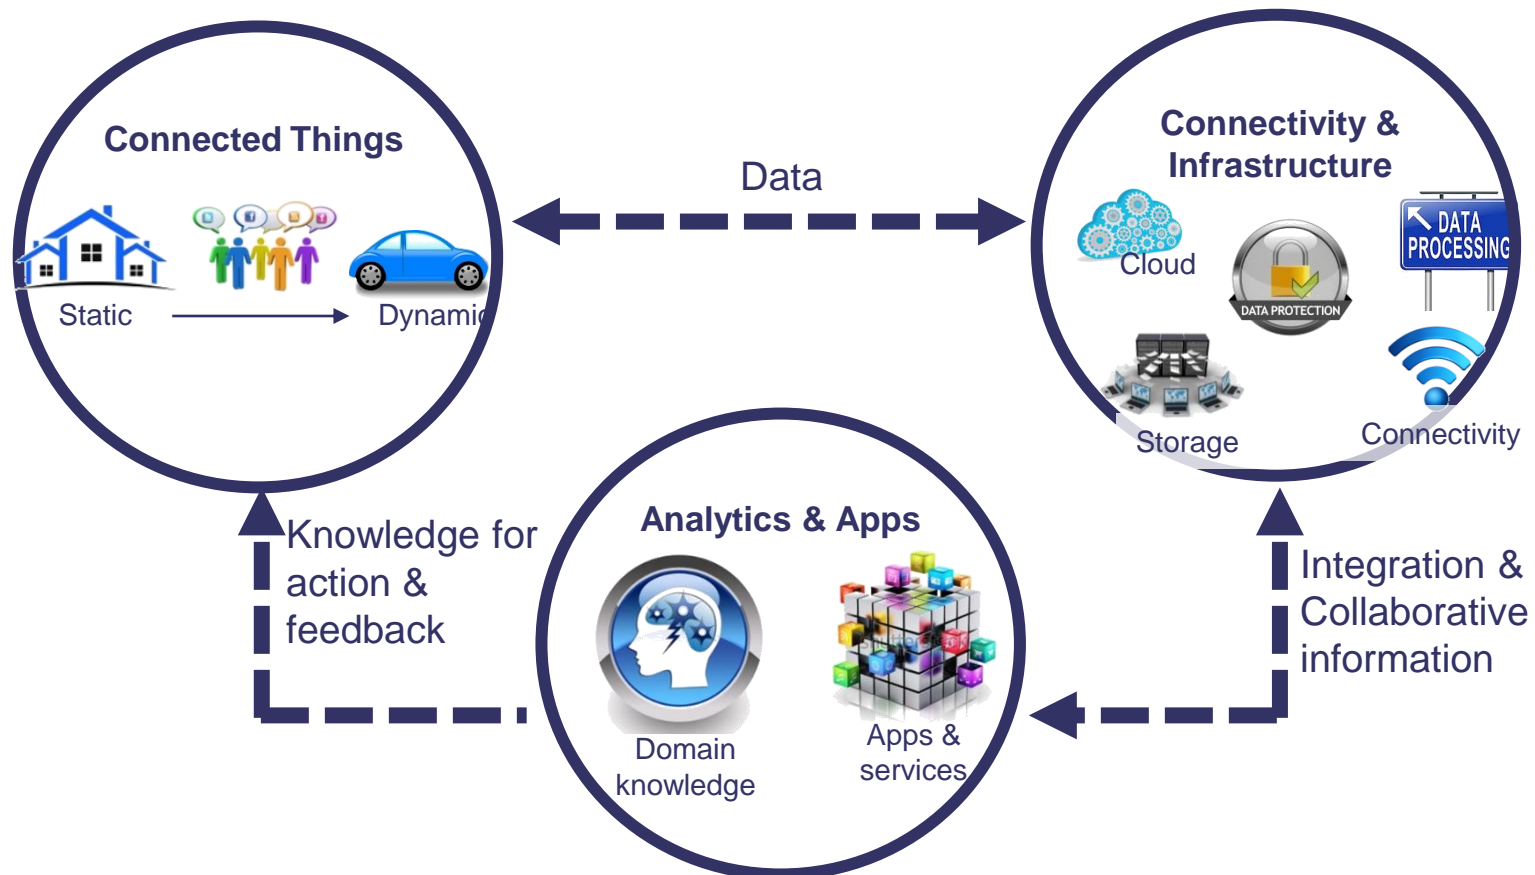 Connected Things
Static
Dynamic
Data
Connectivity &
Infrastructure
Cloud
DATA
PROCESSING
DATA PROTECTION
Storage
Connectivity
Knowledge for
action &
feedback
Analytics & Apps
Domain
knowledge
Apps &
services
Integration &
Collaborative
information